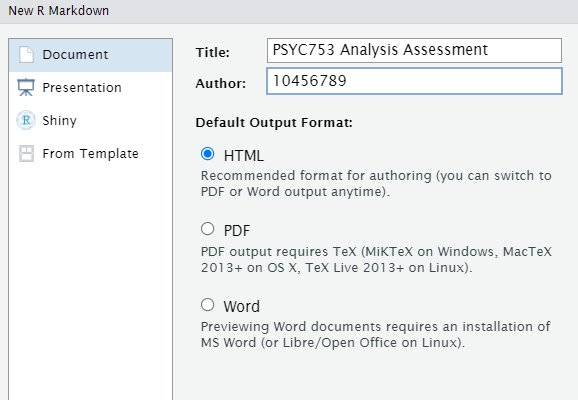 New R Markdown
Document
Presentation
R Shiny
From Template
Title: PSYC753 Analysis Assessment
Author: 10456789
Default Output Format:
HTML
Recommended format for authoring (you can switch to
PDF or Word output anytime).
PDF
PDF output requires TeX (MiKTeX on Windows, MacTeX
2013+ on OS X, TeX Live 2013+ on Linux).
Word
Previewing Word documents requires an installation of
MS Word (or Libre/Open Office on Linux).